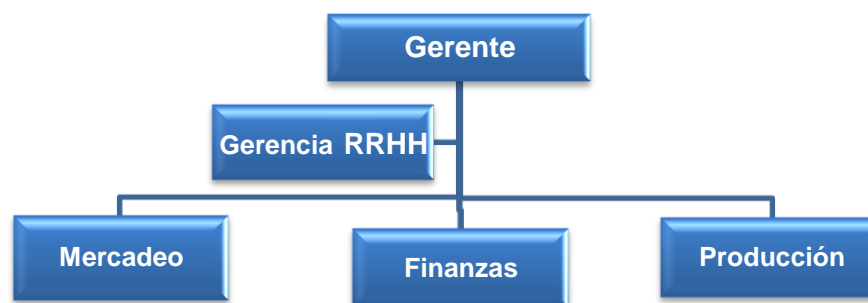 Gerente
Gerencia RRHH
Mercadeo
Finanzas
Producción